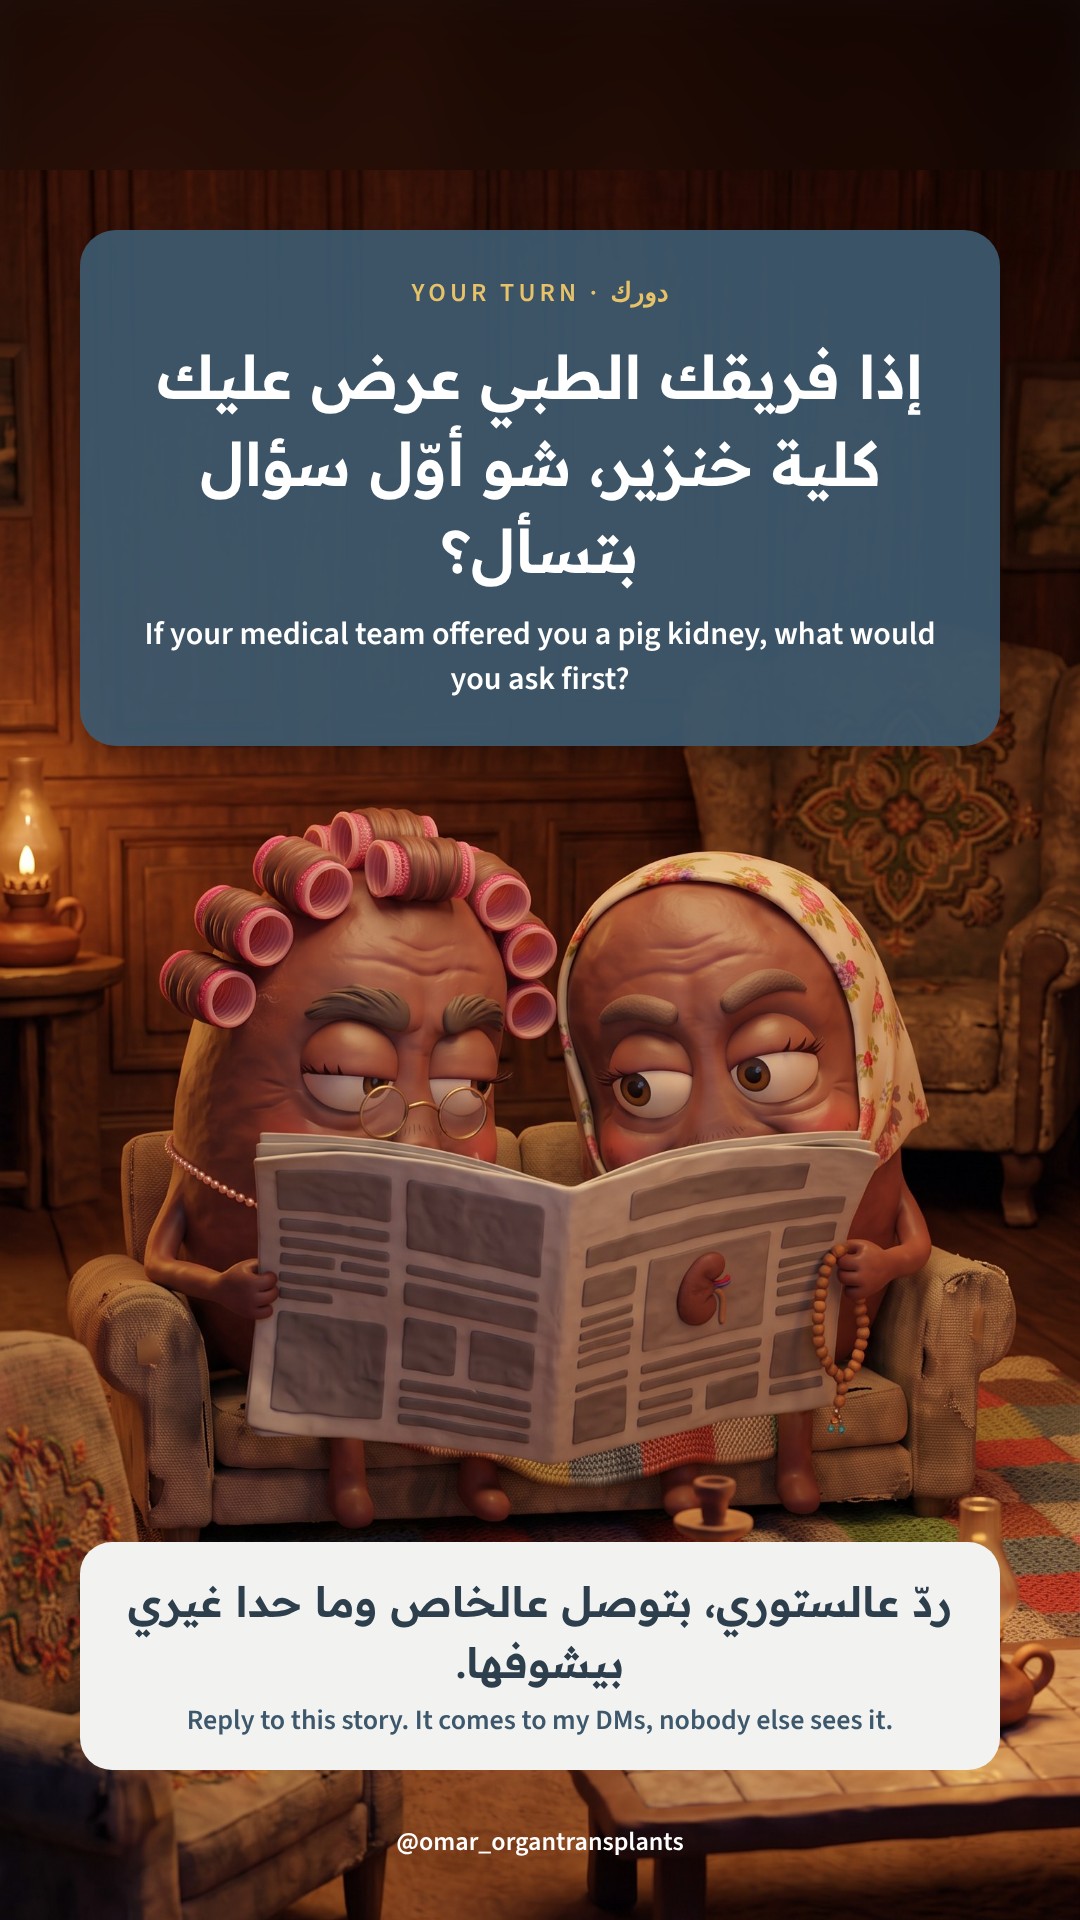 YOUR TURN · دورك
إذا فريقك الطبي عرض عليك
كلية خنزير، شو أوّل سؤال
بتسأل؟
If your medical team offered you a pig kidney, what would
you ask first?
ردّ عالستوري، بتوصل عالخاص وما حدا غيري
بيشوفها.
Reply to this story. It comes to my DMs, nobody else sees it.
@omar_organtransplants